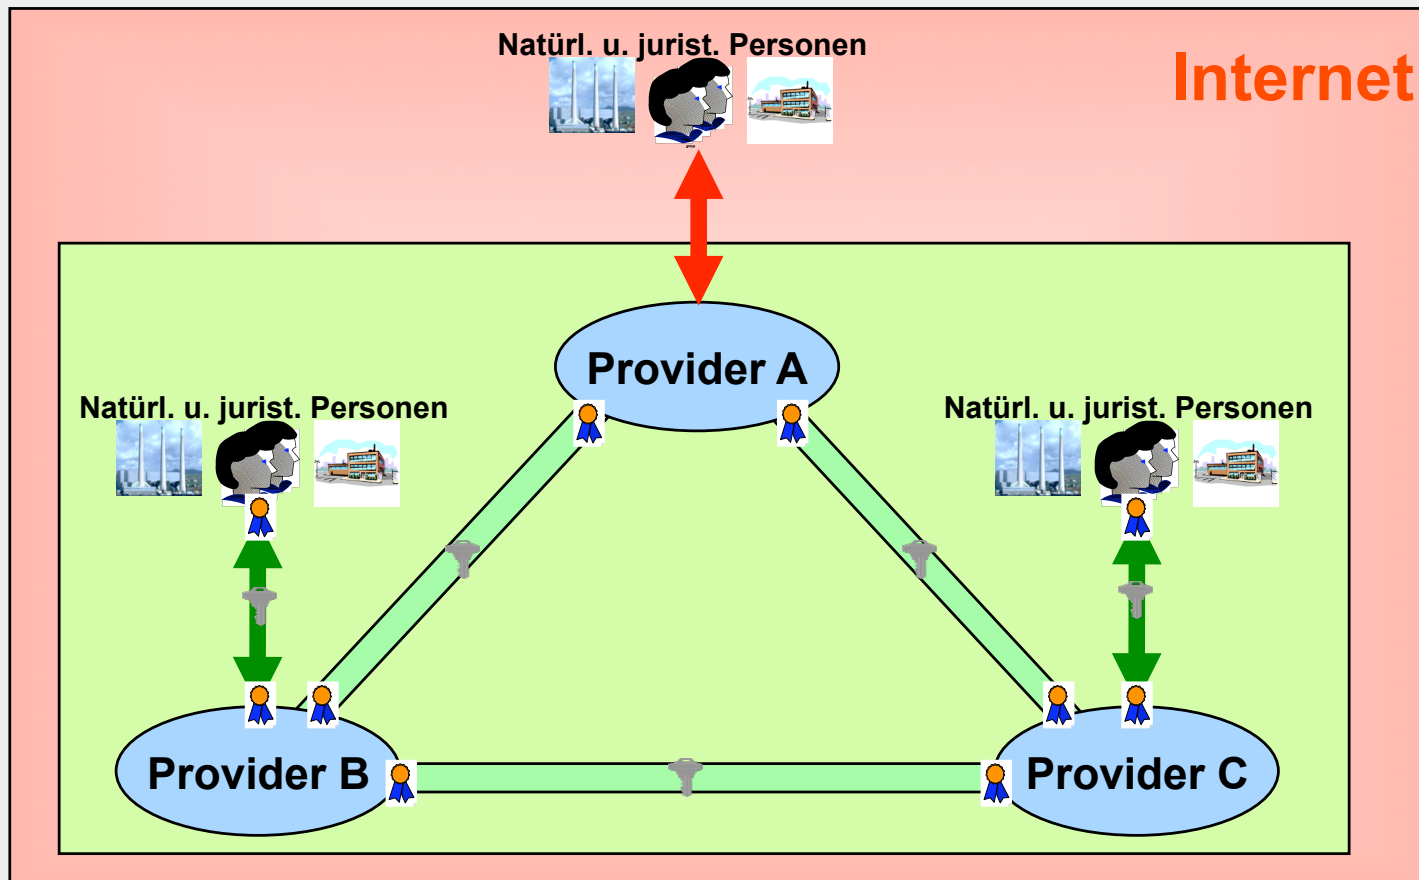 Natürl. u. jurist. Personen
Internet
Provider A
Natürl. u. jurist. Personen
Natürl. u. jurist. Personen
Provider B
Provider C